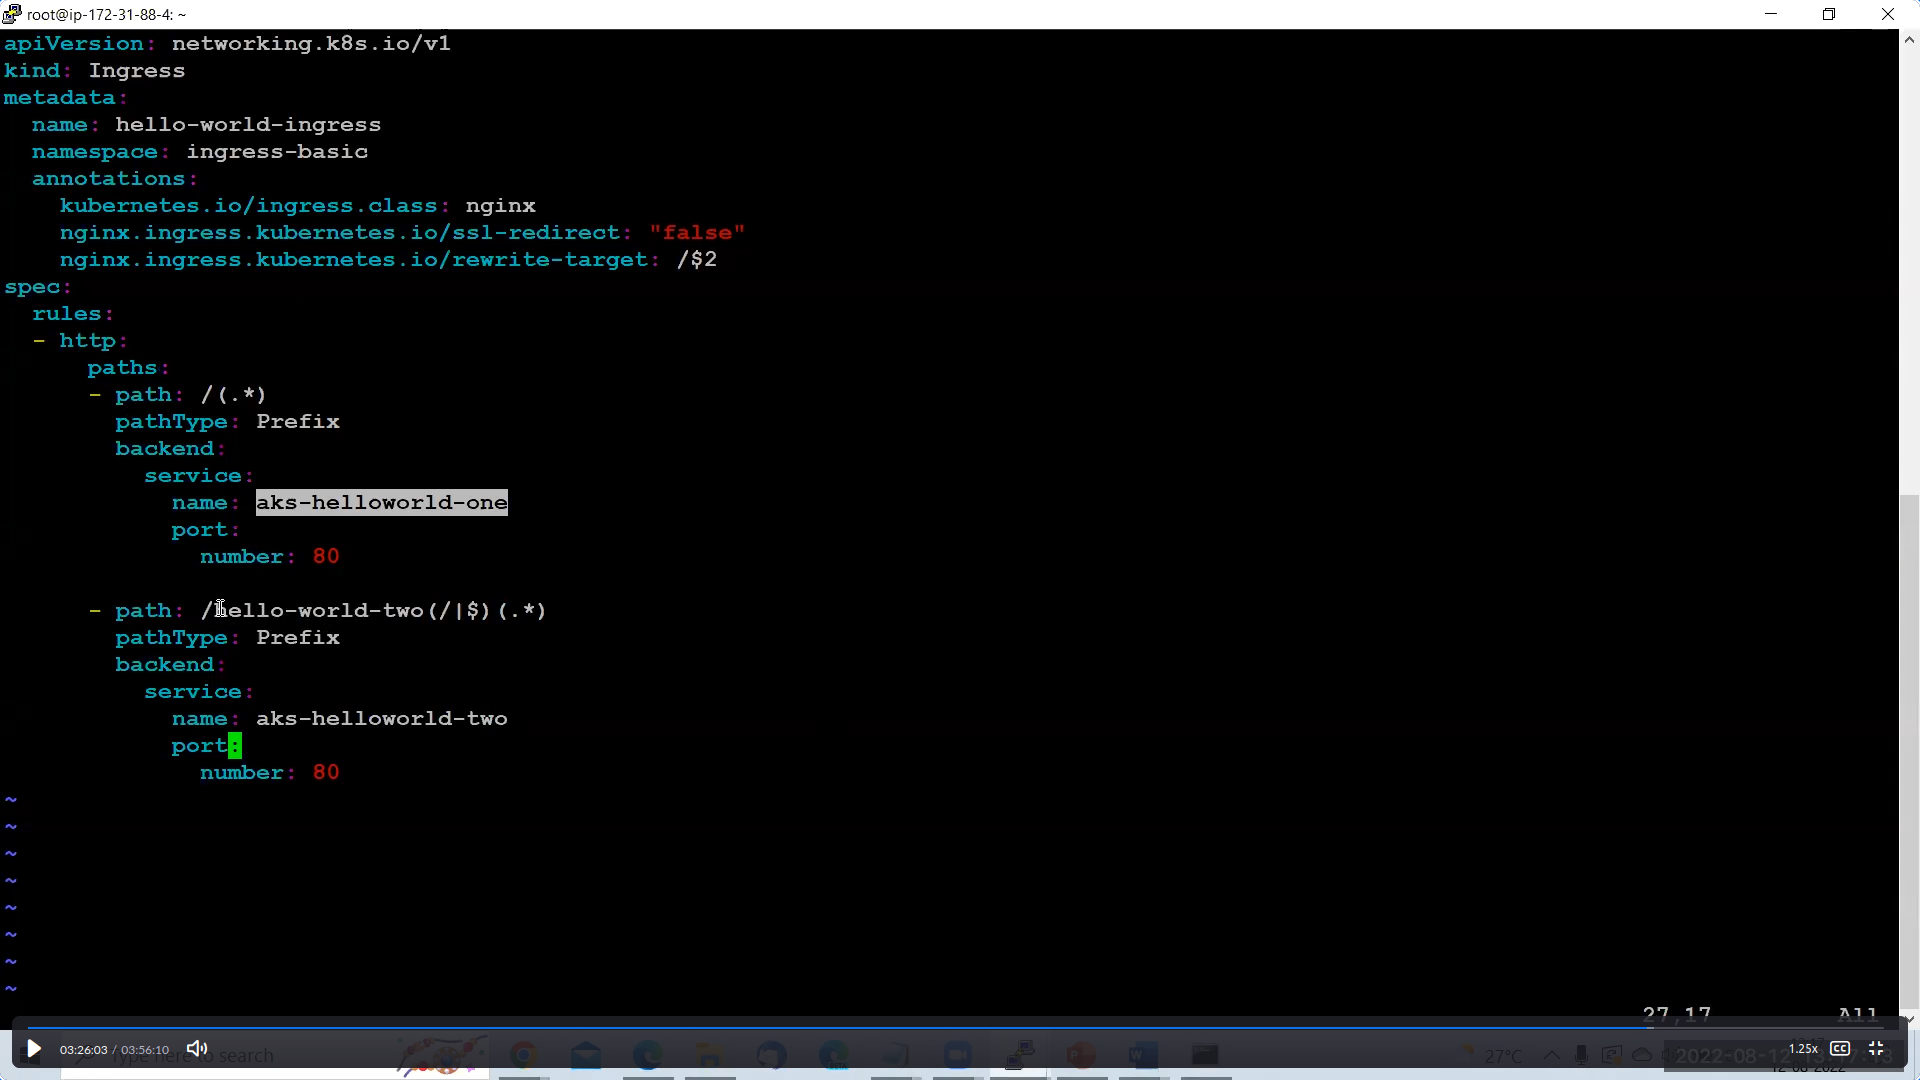 root@ip-172-31-88-4: ~
apiVersion: networking.k8s.io/v1
kind: Ingress
metadata:
  name: hello-world-ingress
  namespace: ingress-basic
  annotations:
    kubernetes.io/ingress.class: nginx
    nginx.ingress.kubernetes.io/ssl-redirect: "false"
    nginx.ingress.kubernetes.io/rewrite-target: /$2
spec:
  rules:
  - http:
      paths:
      - path: /(.*)
        pathType: Prefix
        backend:
          service:
            name: aks-helloworld-one
            port:
              number: 80
      - path: /hello-world-two(/|$)(.*)
        pathType: Prefix
        backend:
          service:
            name: aks-helloworld-two
            port:
              number: 80
~
~
~
~
~
~
~
~
27,17 All
03:26:03 / 03:56:10
Type here to search
27°C
1.25x
CC